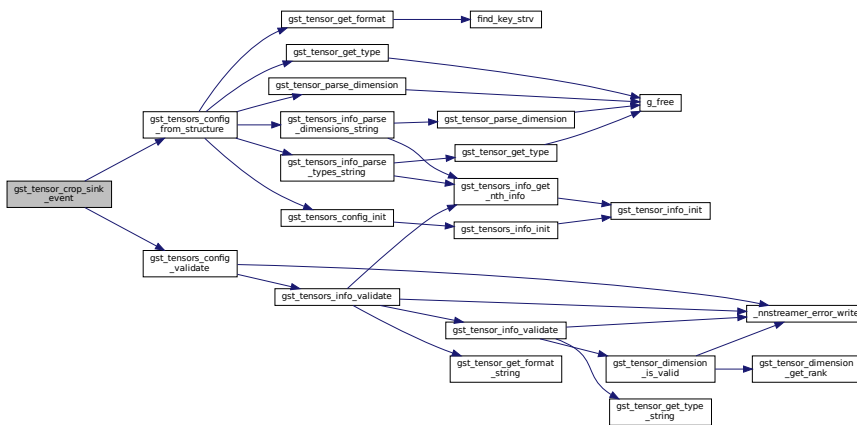 gst_tensor_get_format
find_key_strv
gst_tensor_get_type
gst_tensor_parse_dimension
g_free
gst_tensors_config
_from_structure
gst_tensors_info_parse
_dimensions_string
gst_tensor_parse_dimension
gst_tensors_info_parse
_types_string
gst_tensor_get_type
gst_tensor_crop_sink
_event
gst_tensors_info_get
_nth_info
gst_tensors_config_init
gst_tensors_info_init
gst_tensor_info_init
gst_tensors_config
_validate
gst_tensors_info_validate
_nnstreamer_error_write
gst_tensor_info_validate
gst_tensor_get_format
_string
gst_tensor_dimension
_is_valid
gst_tensor_dimension
_get_rank
gst_tensor_get_type
_string